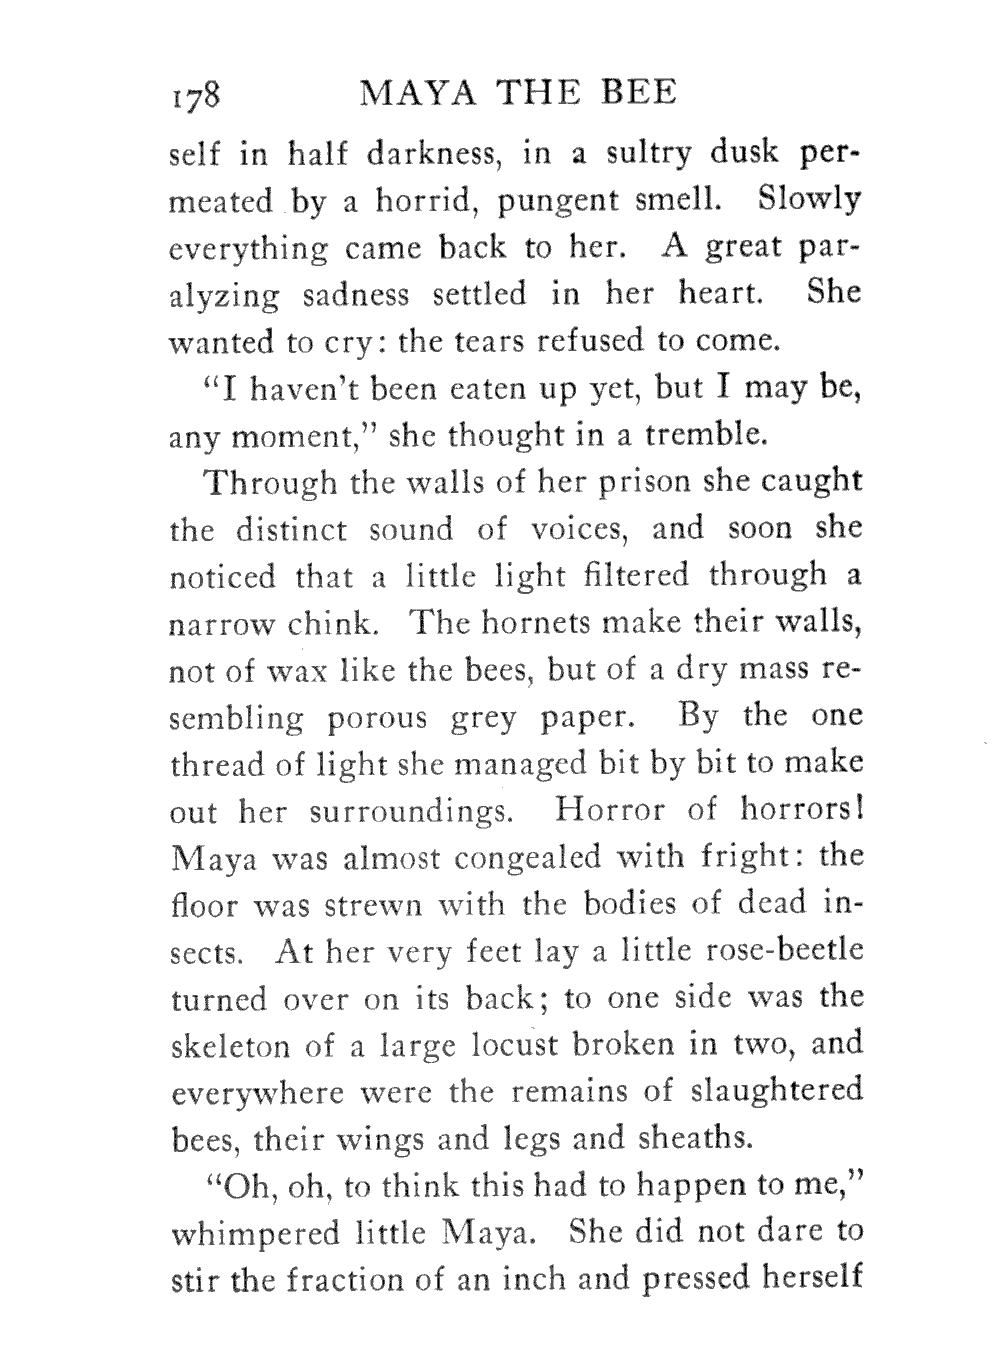 178 MAYA THE BEE
self in half darkness, in a sultry dusk per-
meated by a horrid, pungent smell. Slowly
everything came back to her. A great par-
alyzing sadness settled in her heart. She
wanted to cry: the tears refused to come.
“I haven’t been eaten up yet, but I may be,
any moment,” she thought in a tremble.
Through the walls of her prison she caught
the distinct sound of voices, and soon she
noticed that a little light filtered through a
narrow chink. The hornets make their walls,
not of wax like the bees, but of a dry mass re-
sembling porous grey paper. By the one
thread of light she managed bit by bit to make
out her surroundings. Horror of horrors!
Maya was almost congealed with fright: the
floor was strewn with the bodies of dead in-
sects. At her very feet lay a little rose-beetle
turned over on its back; to one side was the
skeleton of a large locust broken in two, and
everywhere were the remains of slaughtered
bees, their wings and legs and sheaths.
“Oh, oh, to think this had to happen to me,”
whimpered little Maya. She did not dare to
stir the fraction of an inch and pressed herself